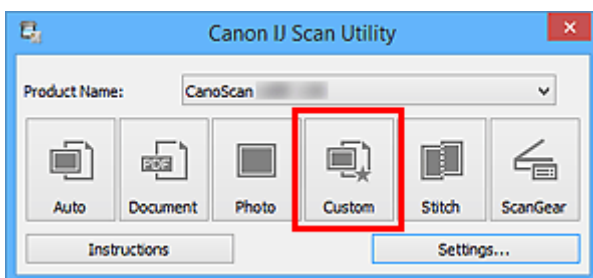 Canon IJ Scan Utility
Product Name: CanoScan
PDF
Auto Document Photo Custom Stitch ScanGear
Instructions Settings...